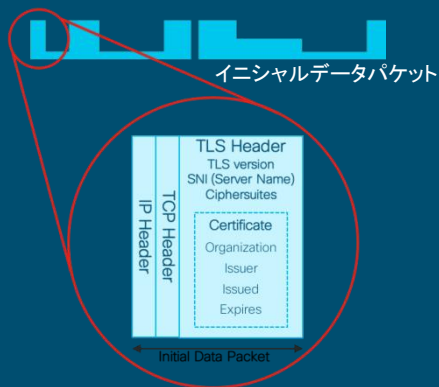 イニシャルデータパケット
IP Header
TCP Header
TLS Header
TLS version
SNI (Server Name)
Ciphersuites
Certificate
Organization
Issuer
Issued
Expires
Initial Data Packet